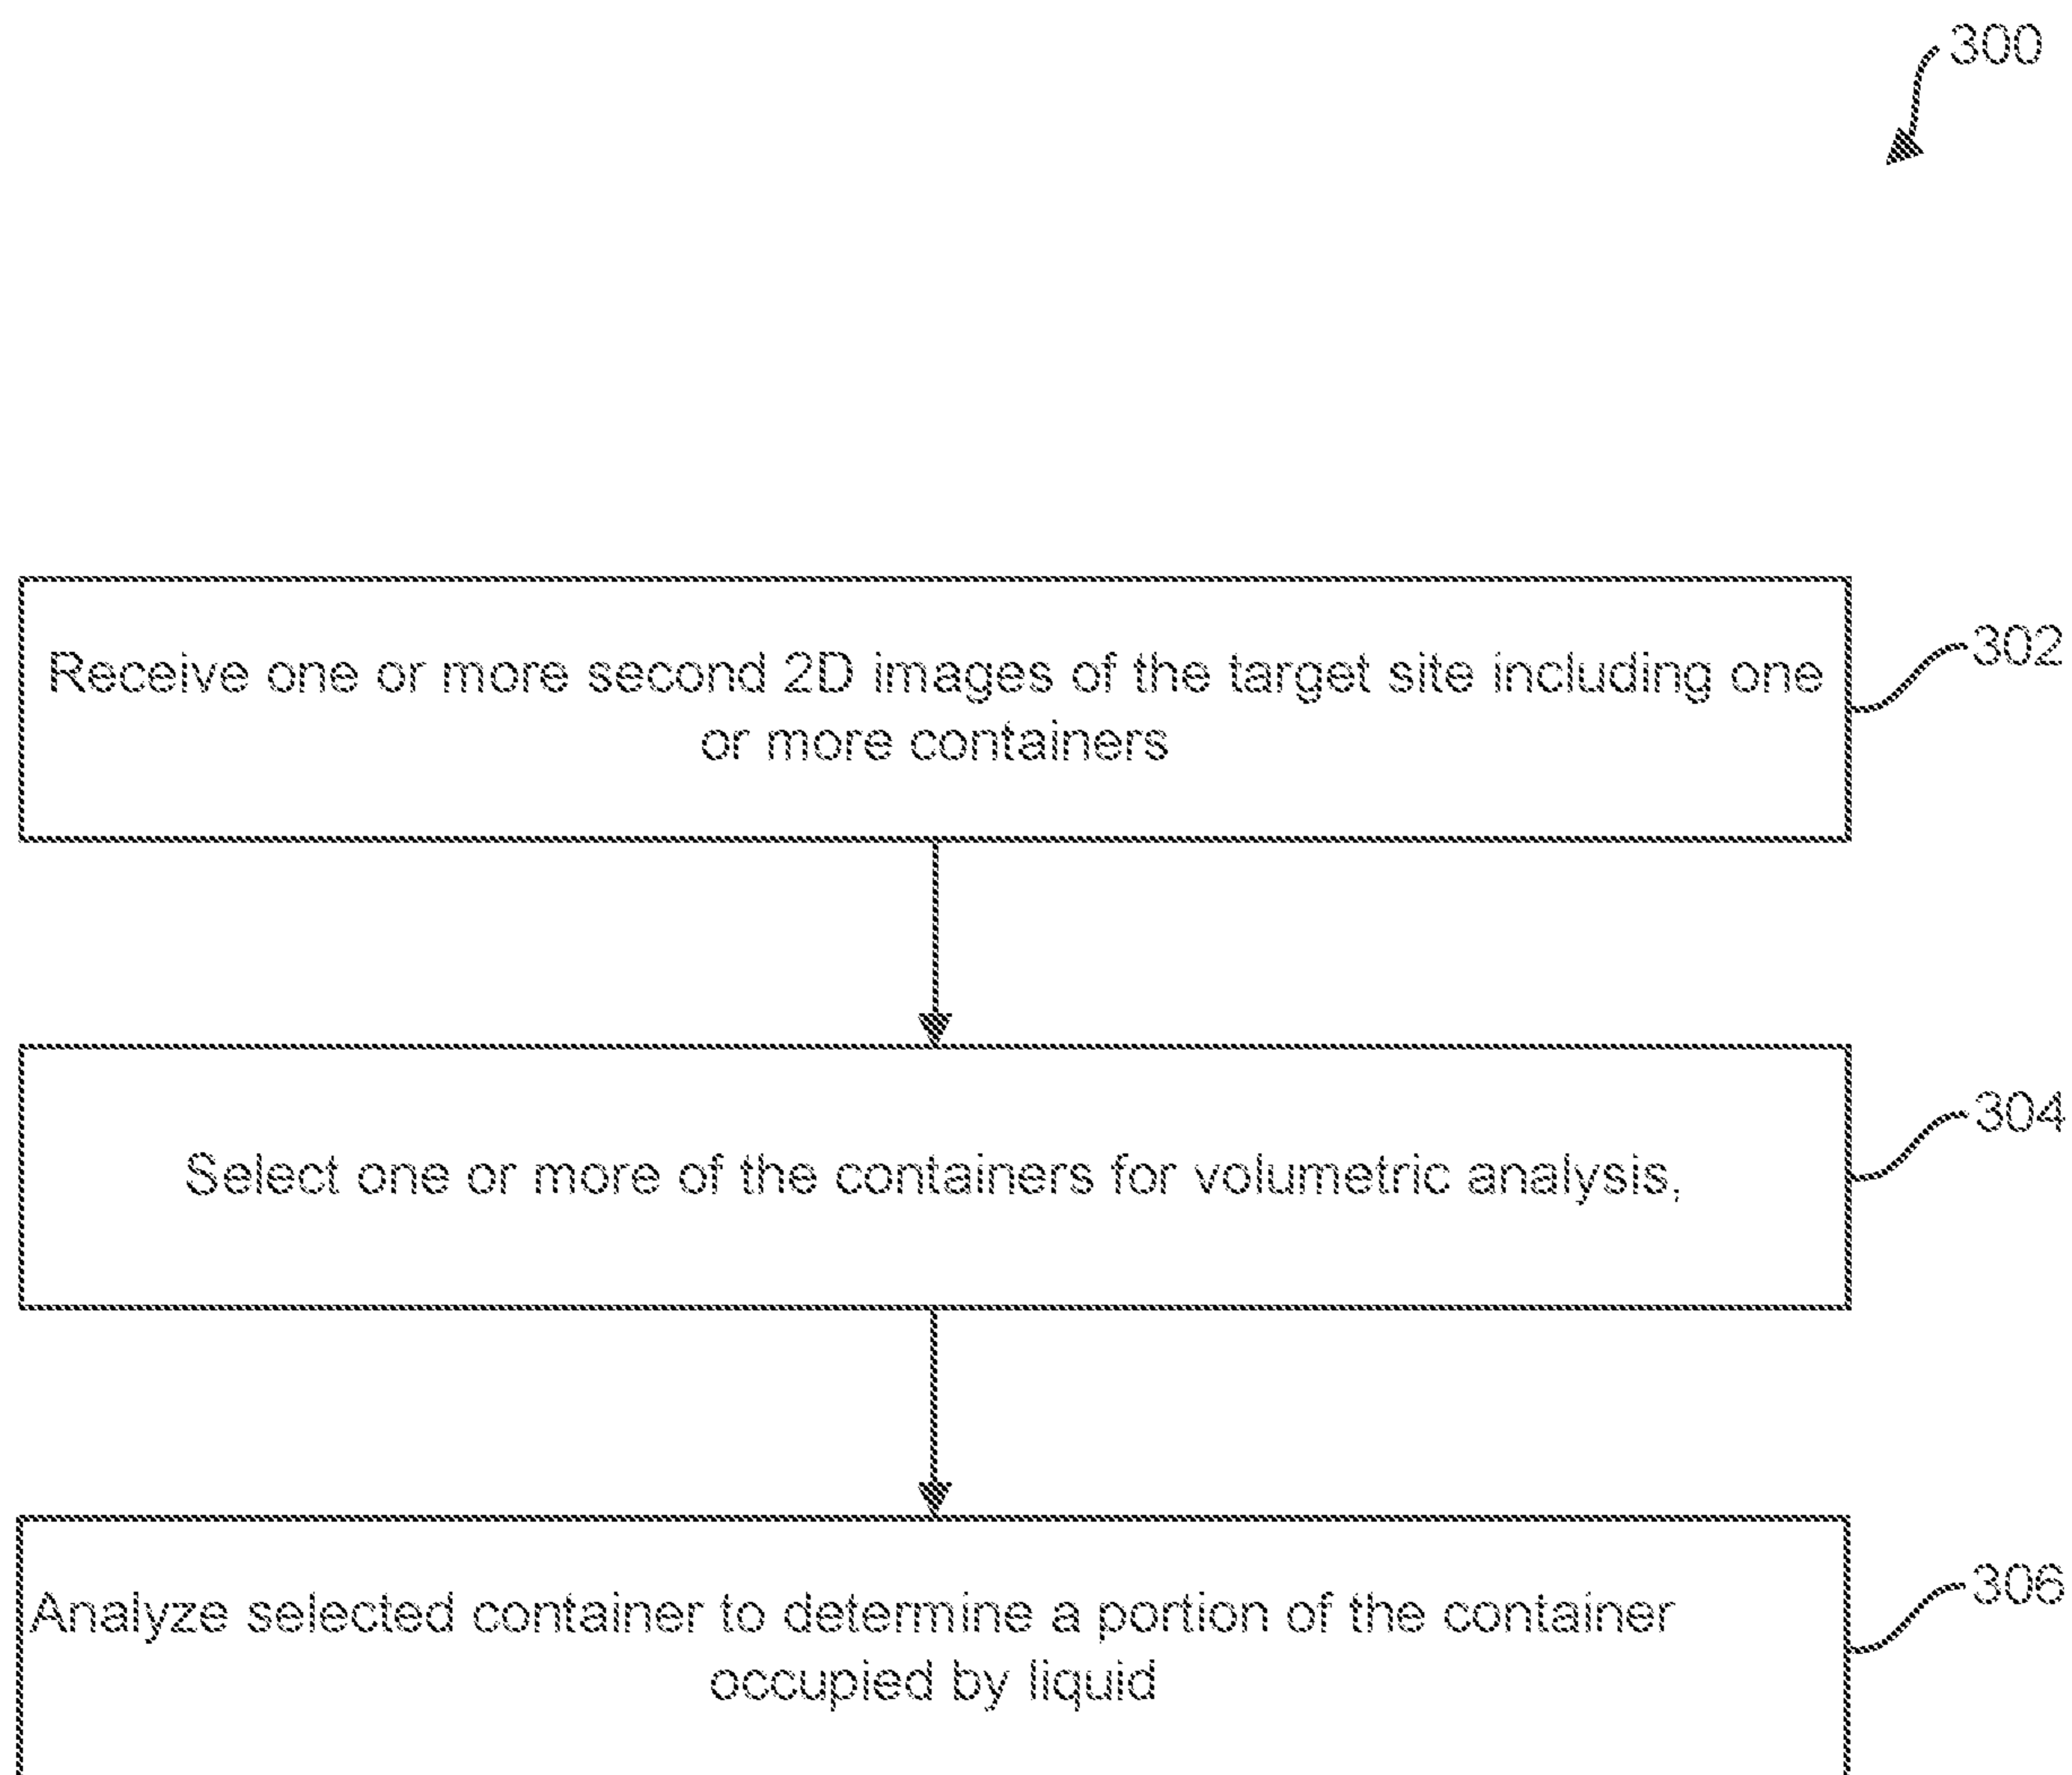 300
Receive one or more second 2D images of the target site including one
or more containers
302
Select one or more of the containers for volumetric analysis,
304
Analyze selected container to determine a portion of the container
occupied by liquid
306